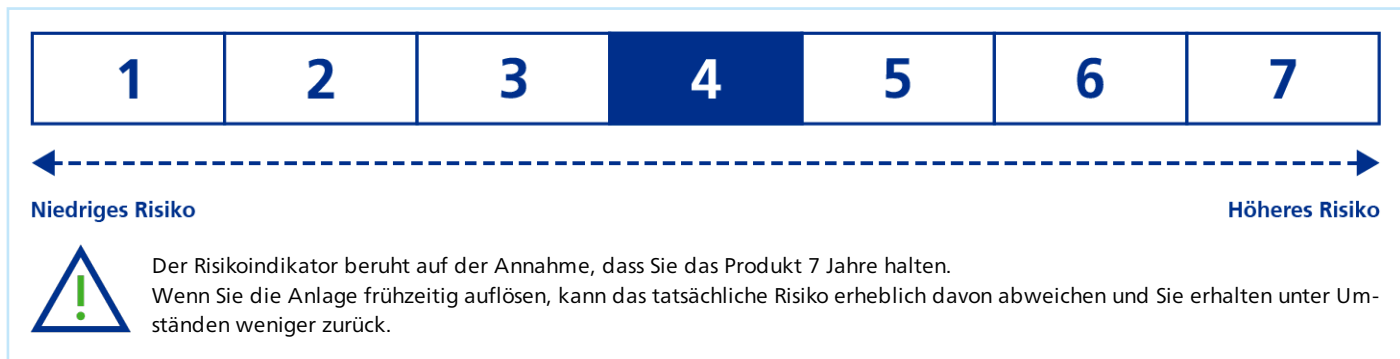 1 2 3 4 5 6 7
Niedriges Risiko Höheres Risiko
Der Risikoindikator beruht auf der Annahme, dass Sie das Produkt 7 Jahre halten.
Wenn Sie die Anlage frühzeitig auflösen, kann das tatsächliche Risiko erheblich davon abweichen und Sie erhalten unter Um-
ständen weniger zurück.